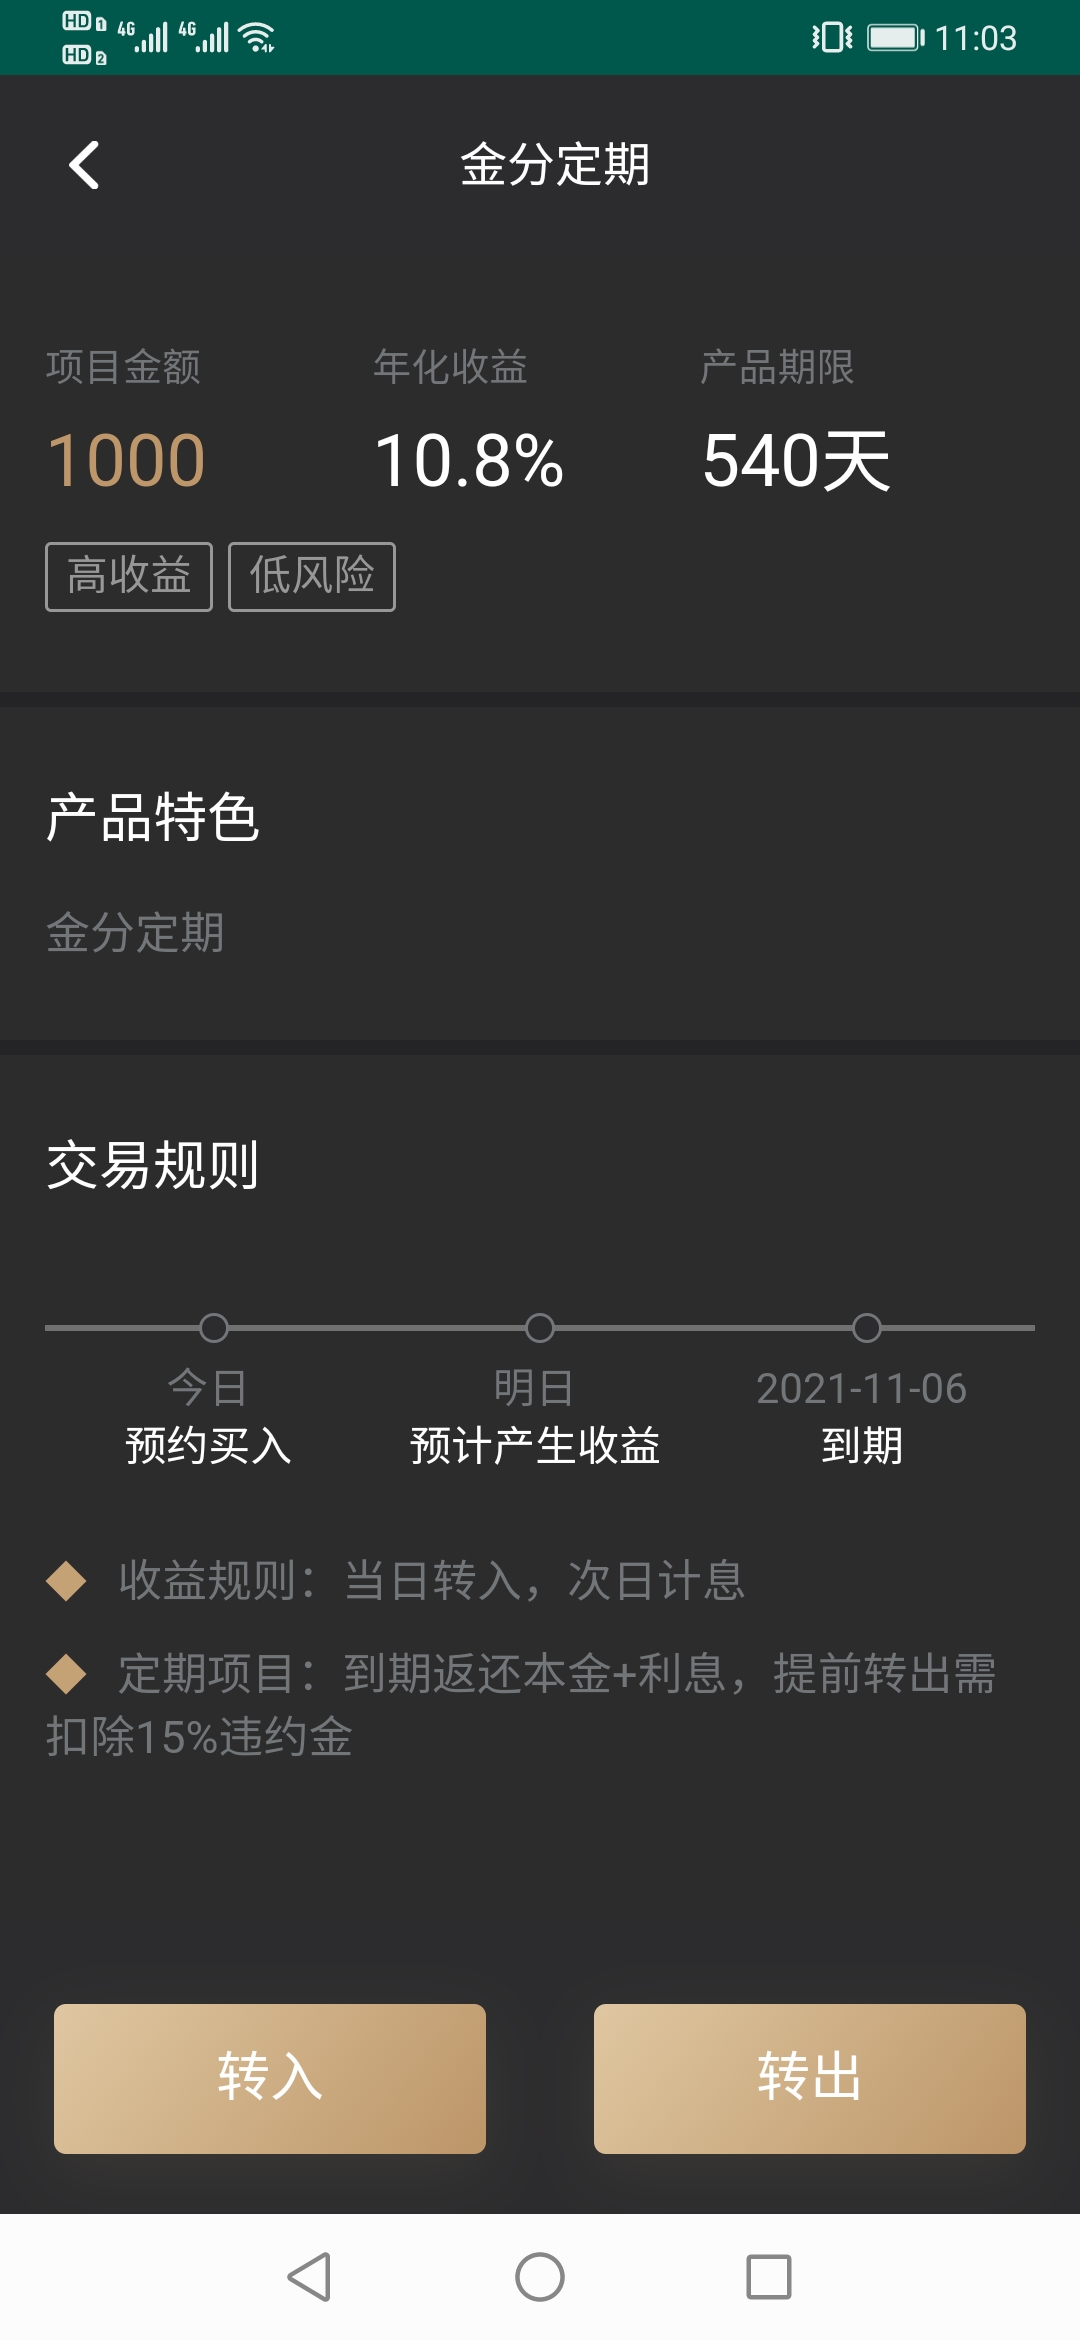 HD 1 4G 4G 11:03
HD 2
金分定期
项目金额 年化收益 产品期限
1000 10.8% 540天
高收益 低风险
产品特色
金分定期
交易规则
今日 明日 2021-11-06
预约买入 预计产生收益 到期
收益规则：当日转入，次日计息
定期项目：到期返还本金+利息，提前转出需
扣除15%违约金
转入 转出